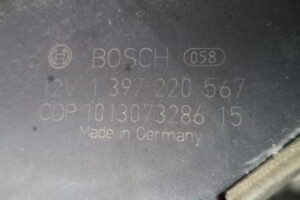 BOSCH 058
12V 1 397 220 567
CDP 1013073286 15
Made in Germany